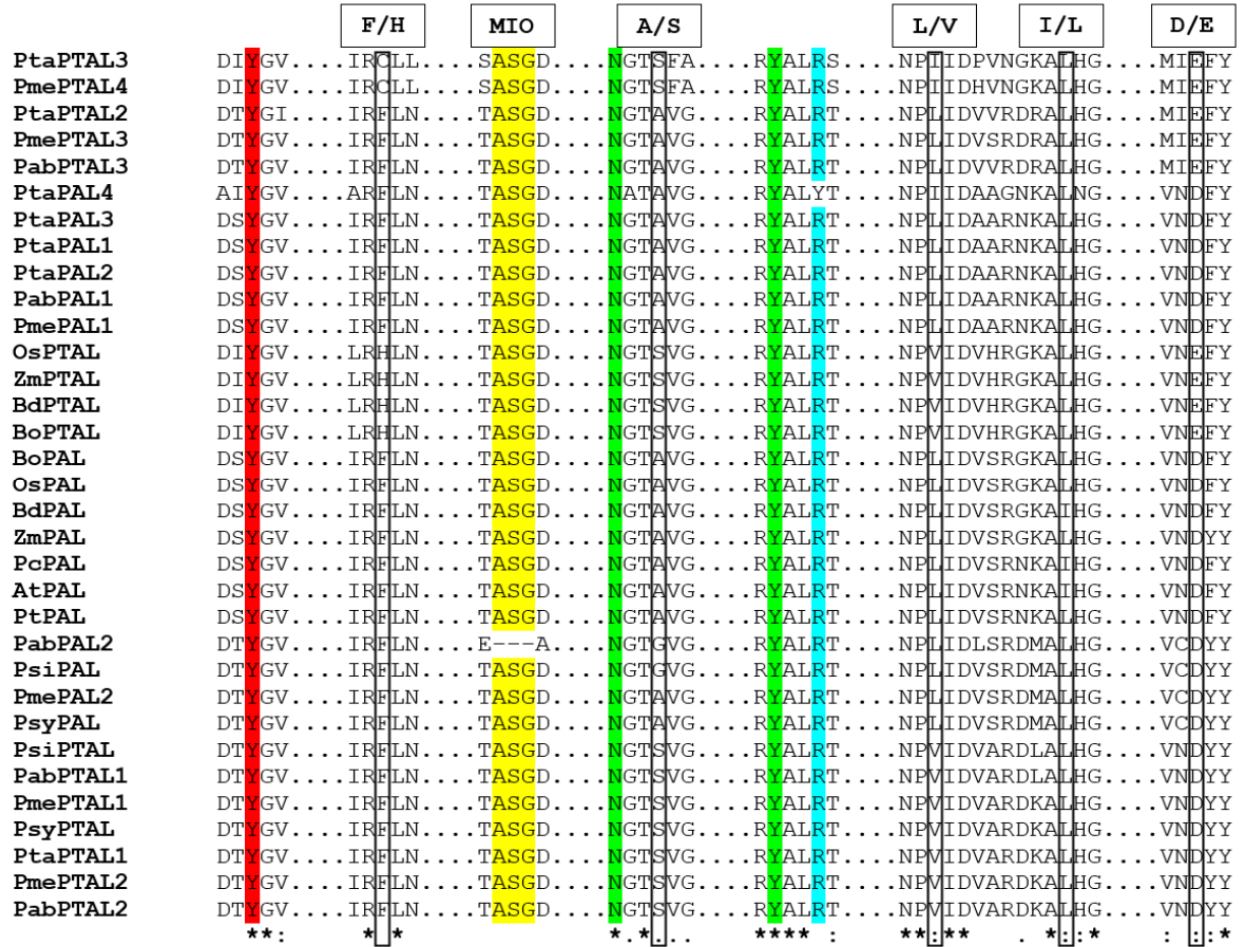 F/H MIO A/S L/V I/L D/E
PtaPTAL3 DIYGV....IRCLL....SASGD....NGTSFA....RYALRS....NPIIDPVNGKALHG....MIEFY
PmePTAL4 DIYGV....IRCLL....SASGD....NGTSFA....RYALRS....NPIIDHVNGKALHG....MIEFY
PtaPTAL2 DTYGI....IRFLN....TASGD....NGTAVG....RYALRT....NPLIDVVRDRALHG....MIEFY
PmePTAL3 DTYGV....IRFLN....TASGD....NGTAVG....RYALRT....NPLIDVSRDRALHG....MIEFY
PabPTAL3 DTYGV....IRFLN....TASGD....NGTAVG....RYALRT....NPLIDVVRDRALHG....MIEFY
PtaPAL4 AIYGV....ARFLN....TASGD....NATAVG....RYALYT....NPIIDAAGNKALNG....VNDFY
PtaPAL3 DSYGV....IRFLN....TASGD....NGTAVG....RYALRT....NPLIDAARNKALHG....VNDFY
PtaPAL1 DSYGV....IRFLN....TASGD....NGTAVG....RYALRT....NPLIDAARNKALHG....VNDFY
PtaPAL2 DSYGV....IRFLN....TASGD....NGTAVG....RYALRT....NPLIDAARNKALHG....VNDFY
PabPAL1 DSYGV....IRFLN....TASGD....NGTAVG....RYALRT....NPLIDAARNKALHG....VNDFY
PmePAL1 DSYGV....IRFLN....TASGD....NGTAVG....RYALRT....NPLIDAARNKALHG....VNDFY
OsPTAL DIYGV....LRHLN....TASGD....NGTSVG....RYALRT....NPVIDVHRGKALHG....VNEFY
ZmPTAL DIYGV....LRHLN....TASGD....NGTSVG....RYALRT....NPVIDVHRGKALHG....VNEFY
BdPTAL DIYGV....LRHLN....TASGD....NGTSVG....RYALRT....NPVIDVHRGKALHG....VNEFY
BoPTAL DIYGV....LRHLN....TASGD....NGTSVG....RYALRT....NPVIDVHRGKALHG....VNEFY
BoPAL DSYGV....IRFLN....TASGD....NGTAVG....RYALRT....NPLIDVSRGKALHG....VNDFY
OsPAL DSYGV....IRFLN....TASGD....NGTAVG....RYALRT....NPLIDVSRGKALHG....VNDFY
BdPAL DSYGV....IRFLN....TASGD....NGTAVG....RYALRT....NPLIDVSRGKALHG....VNDFY
ZmPAL DSYGV....IRFLN....TASGD....NGTAVG....RYALRT....NPLIDVSRGKALHG....VNDYY
PcPAL DSYGV....IRFLN....TASGD....NGTAVG....RYALRT....NPLIDVSRNKAIHG....VNDFY
AtPAL DSYGV....IRFLN....TASGD....NGTAVG....RYALRT....NPLIDVSRNKAIHG....VNDFY
PtPAL DSYGV....IRFLN....TASGD....NGTAVG....RYALRT....NPLIDVSRNKAIHG....VNDFY
PabPAL2 DTYGV....IRFLN....E---A....NGTGVG....RYALRT....NPLIDLSRDMALHG....VCDYY
PsiPAL DTYGV....IRFLN....TASGD....NGTGVG....RYALRT....NPLIDVSRDMALHG....VCDYY
PmePAL2 DTYGV....IRFLN....TASGD....NGTAVG....RYALRT....NPLIDVSRDMALHG....VCDYY
PsyPAL DTYGV....IRFLN....TASGD....NGTAVG....RYALRT....NPLIDVSRDMALHG....VCDYY
PsiPTAL DTYGV....IRFLN....TASGD....NGTSVG....RYALRT....NPVIDVARDLALHG....VNDYY
PabPTAL1 DTYGV....IRFLN....TASGD....NGTSVG....RYALRT....NPVIDVARDLALHG....VNDYY
PmePTAL1 DTYGV....IRFLN....TASGD....NGTSVG....RYALRT....NPVIDVARDKALHG....VNDYY
PsyPTAL DTYGV....IRFLN....TASGD....NGTSVG....RYALRT....NPVIDVARDKALHG....VNDYY
PtaPTAL1 DTYGV....IRFLN....TASGD....NGTSVG....RYALRT....NPVIDVARDKALHG....VNDYY
PmePTAL2 DTYGV....IRFLN....TASGD....NGTSVG....RYALRT....NPVIDVARDKALHG....VNDYY
PabPTAL2 DTYGV....IRFLN....TASGD....NGTSVG....RYALRT....NPVIDVARDKALHG....VNDYY
**: * * *.*:.. **** : **:** . *::* : ::*